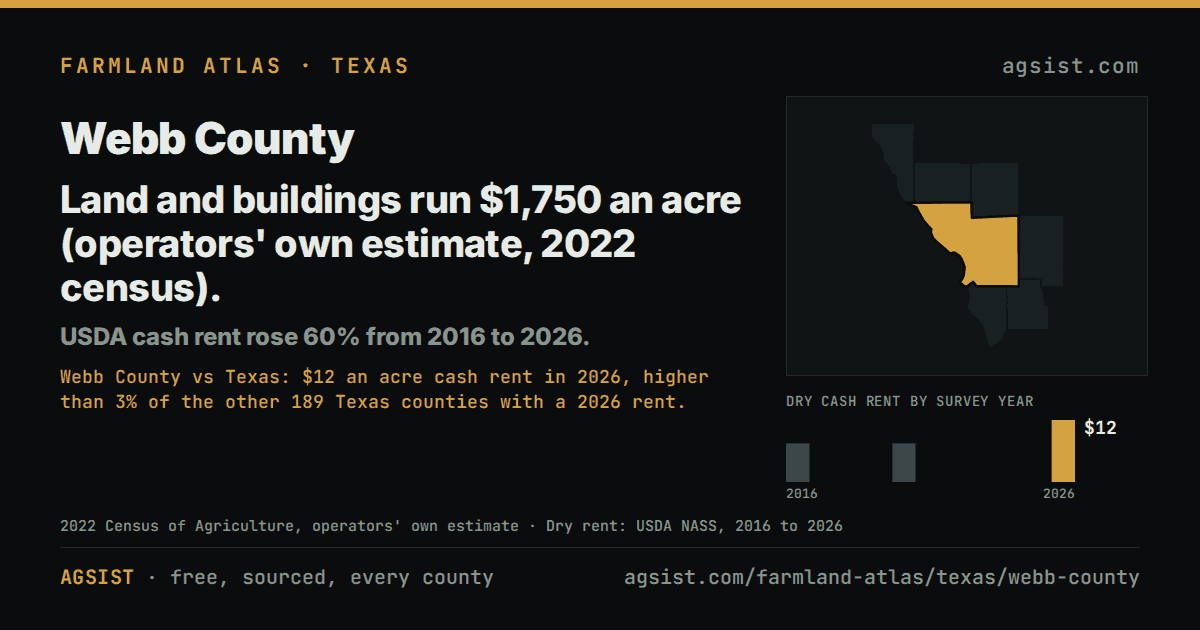 FARMLAND ATLAS · TEXAS
agsist.com
Webb County
Land and buildings run $1,750 an acre
(operators' own estimate, 2022
census).
USDA cash rent rose 60% from 2016 to 2026.
Webb County vs Texas: $12 an acre cash rent in 2026, higher
than 3% of the other 189 Texas counties with a 2026 rent.
DRY CASH RENT BY SURVEY YEAR
$12
2016
2026
2022 Census of Agriculture, operators' own estimate · Dry rent: USDA NASS, 2016 to 2026
AGSIST · free, sourced, every county
agsist.com/farmland-atlas/texas/webb-county